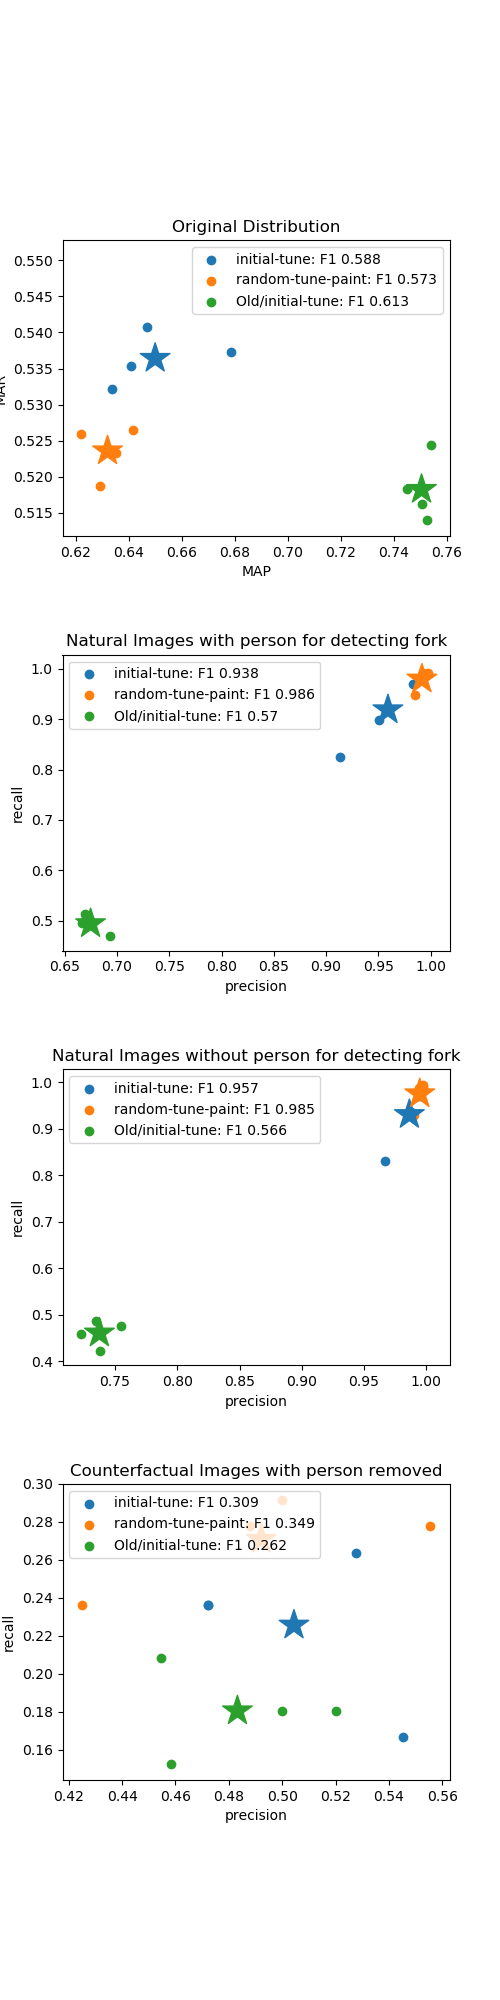 Original Distribution
initial-tune: F1 0.588
random-tune-paint: F1 0.573
Old/initial-tune: F1 0.613
0.550
0.545
0.540
0.535
0.530
0.525
0.520
0.515
MAR
0.62 0.64 0.66 0.68 0.70 0.72 0.74 0.76
MAP
Natural Images with person for detecting fork
initial-tune: F1 0.938
random-tune-paint: F1 0.986
Old/initial-tune: F1 0.57
1.0
0.9
0.8
0.7
0.6
0.5
recall
0.65 0.70 0.75 0.80 0.85 0.90 0.95 1.00
precision
Natural Images without person for detecting fork
initial-tune: F1 0.957
random-tune-paint: F1 0.985
Old/initial-tune: F1 0.566
1.0
0.9
0.8
0.7
0.6
0.5
0.4
recall
0.75 0.80 0.85 0.90 0.95 1.00
precision
Counterfactual Images with person removed
initial-tune: F1 0.309
random-tune-paint: F1 0.349
Old/initial-tune: F1 0.262
0.30
0.28
0.26
0.24
0.22
0.20
0.18
0.16
recall
0.42 0.44 0.46 0.48 0.50 0.52 0.54 0.56
precision